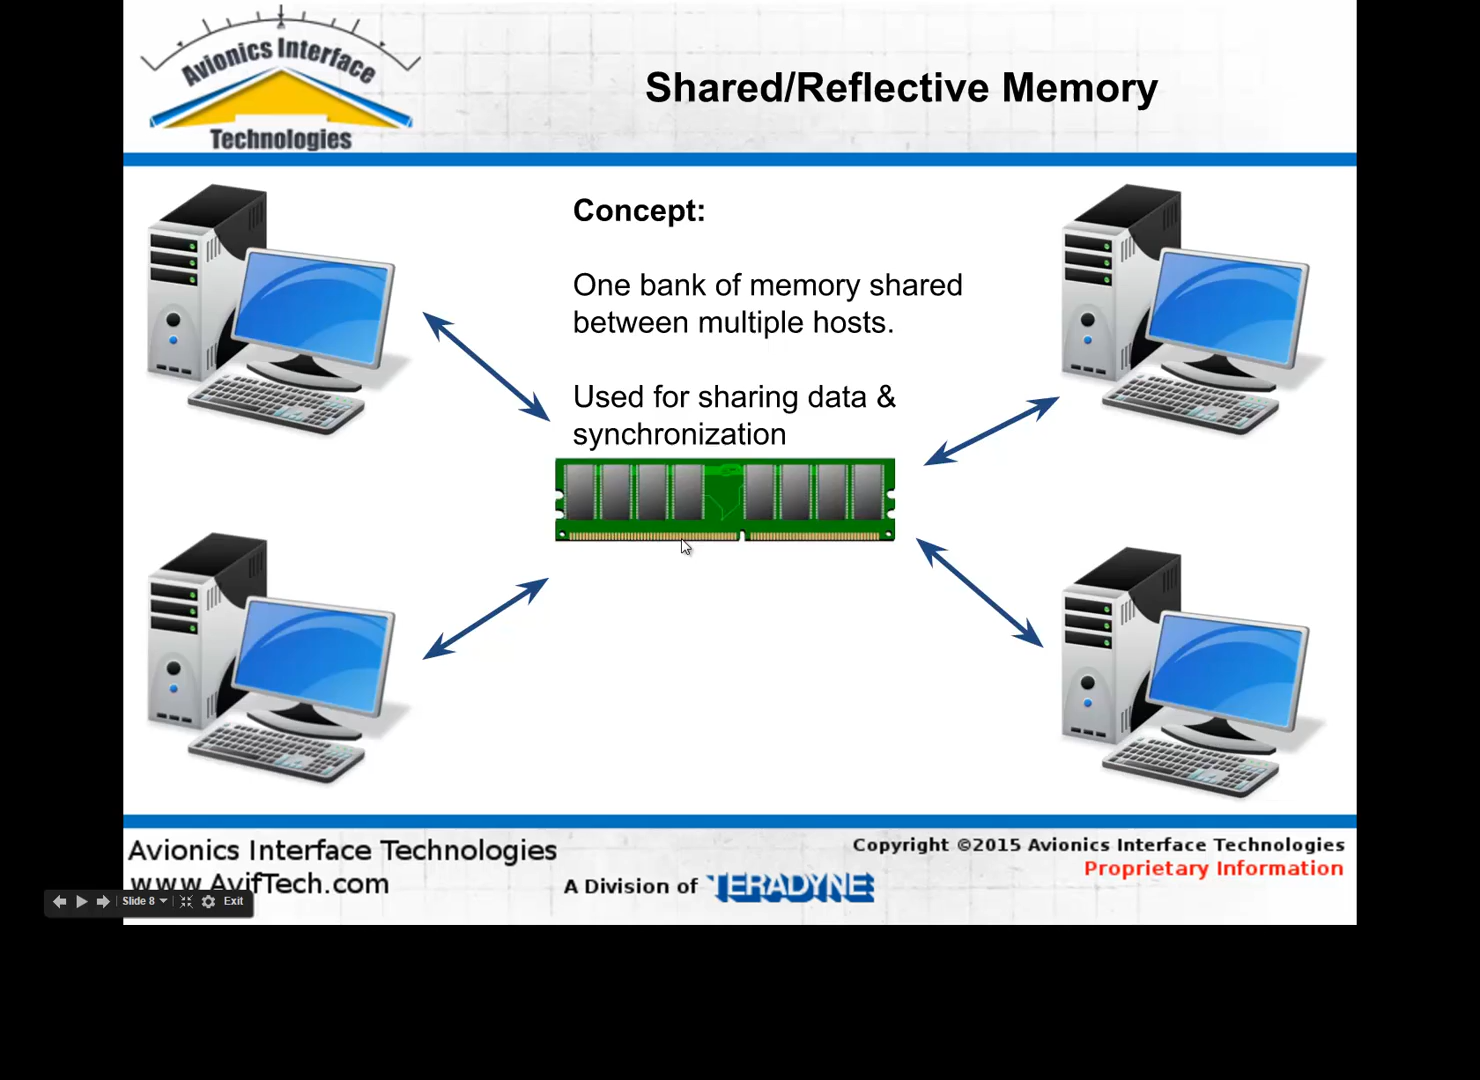 Avionics Interface
Technologies
Shared/Reflective Memory
Concept:
One bank of memory shared
between multiple hosts.
Used for sharing data &
synchronization
Avionics Interface Technologies
www.AvifTech.com
A Division of TERADYNE
Copyright ©2015 Avionics Interface Technologies
Proprietary Information
Slide 8
Exit